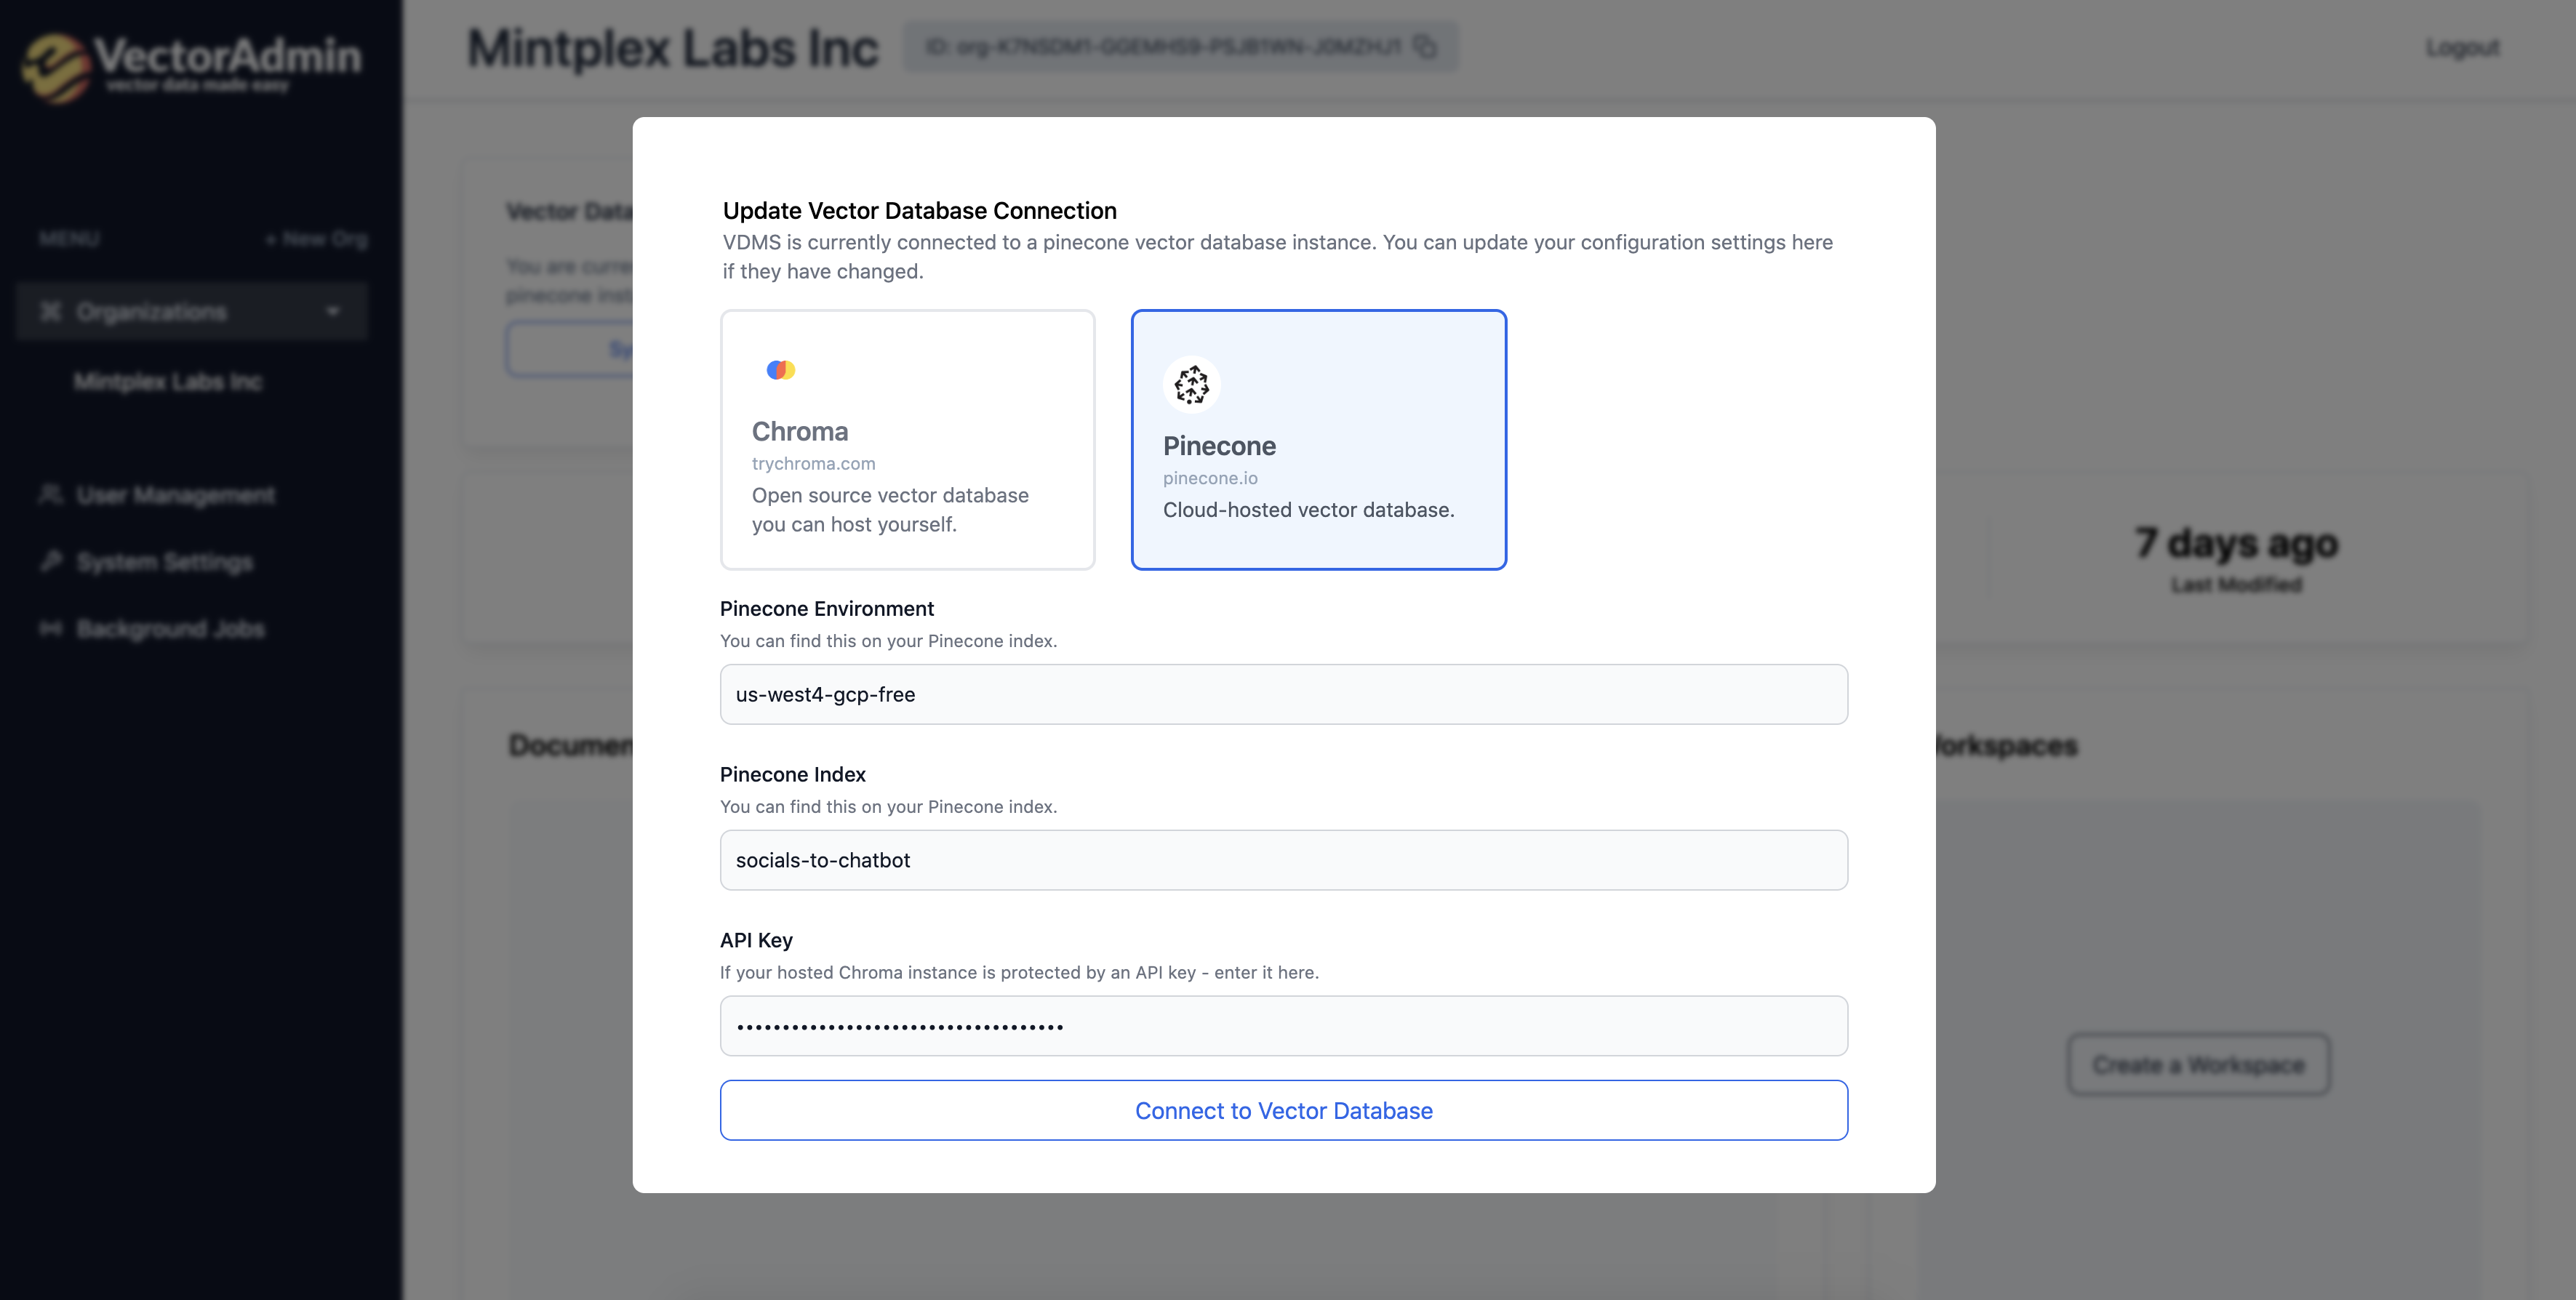 VectorAdmin
vector data made easy
Mintplex Labs Inc
ID: org-K7NSDM1-GGEMHS9-PSJB1WN-J0MZHJ1
Logout
MENU
+ New Org
Organizations
Mintplex Labs Inc
User Management
System Settings
Background Jobs
Vector Data
You are curre
pinecone inst
Sy
Update Vector Database Connection
VDMS is currently connected to a pinecone vector database instance. You can update your configuration settings here
if they have changed.
Chroma
trychroma.com
Open source vector database
you can host yourself.
Pinecone
pinecone.io
Cloud-hosted vector database.
Pinecone Environment
You can find this on your Pinecone index.
us-west4-gcp-free
Pinecone Index
You can find this on your Pinecone index.
socials-to-chatbot
API Key
If your hosted Chroma instance is protected by an API key - enter it here.
••••••••••••••••••••••••••••••••••••
Connect to Vector Database
7 days ago
Last Modified
Documen
orkspaces
Create a Workspace